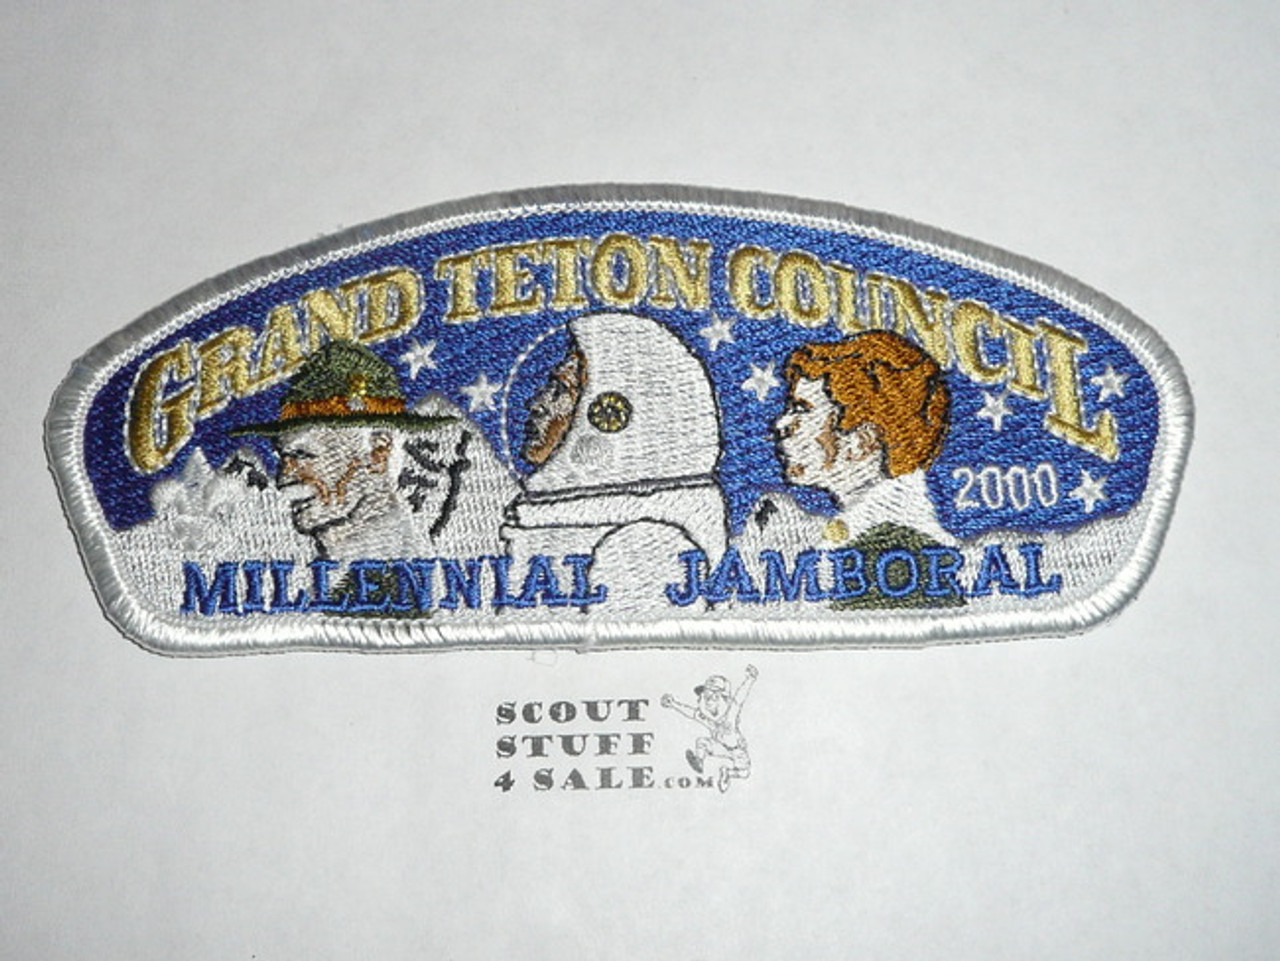 GRAND TETON COUNCIL
2000
MILLENNIAL JAMBORAL
SCOUT
STUFF
4 SALE.COM